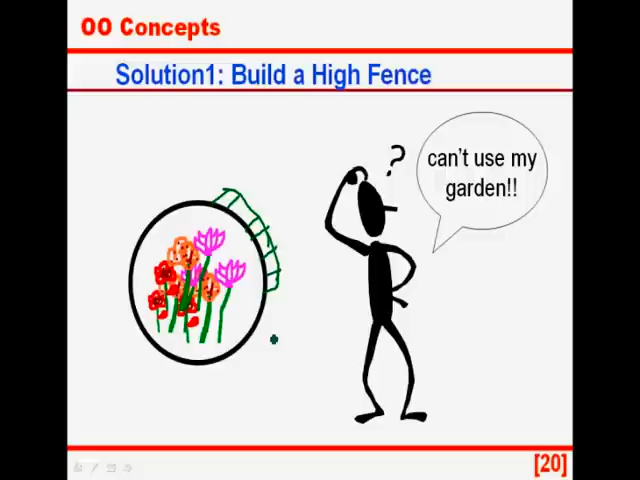 OO Concepts
Solution1: Build a High Fence
?
can't use my
garden!!
[20]